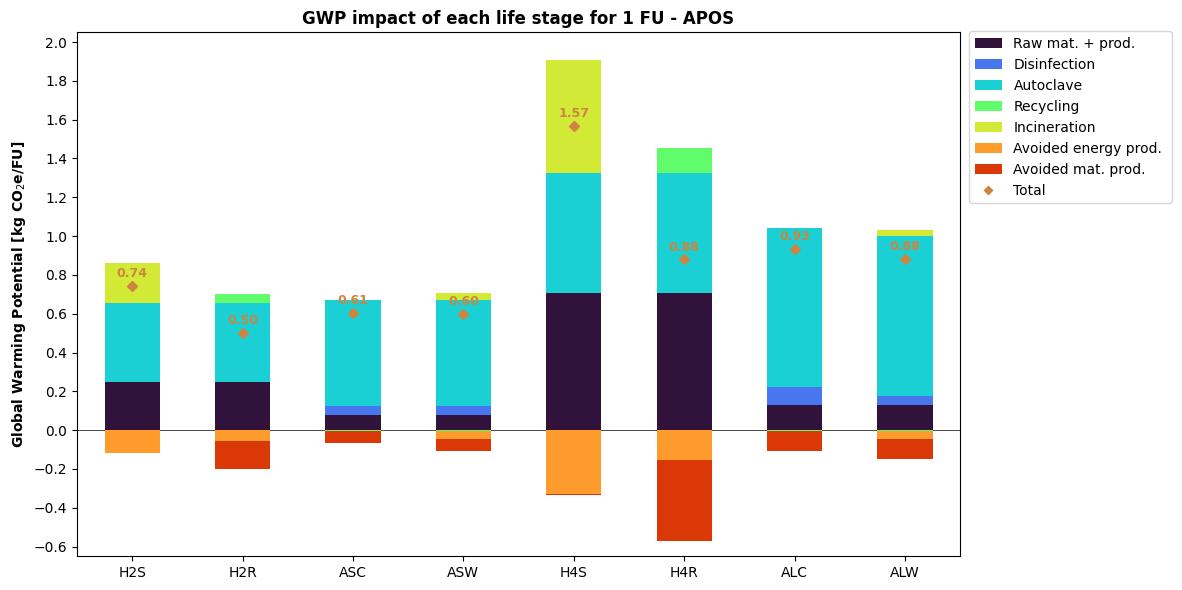 GWP impact of each life stage for 1 FU - APOS
Global Warming Potential [kg CO₂e/FU]
2.0
1.8
1.6
1.4
1.2
1.0
0.8
0.6
0.4
0.2
0.0
−0.2
−0.4
−0.6
0.74
0.50
0.61
0.60
1.57
0.88
0.93
0.88
H2S
H2R
ASC
ASW
H4S
H4R
ALC
ALW
Raw mat. + prod.
Disinfection
Autoclave
Recycling
Incineration
Avoided energy prod.
Avoided mat. prod.
Total